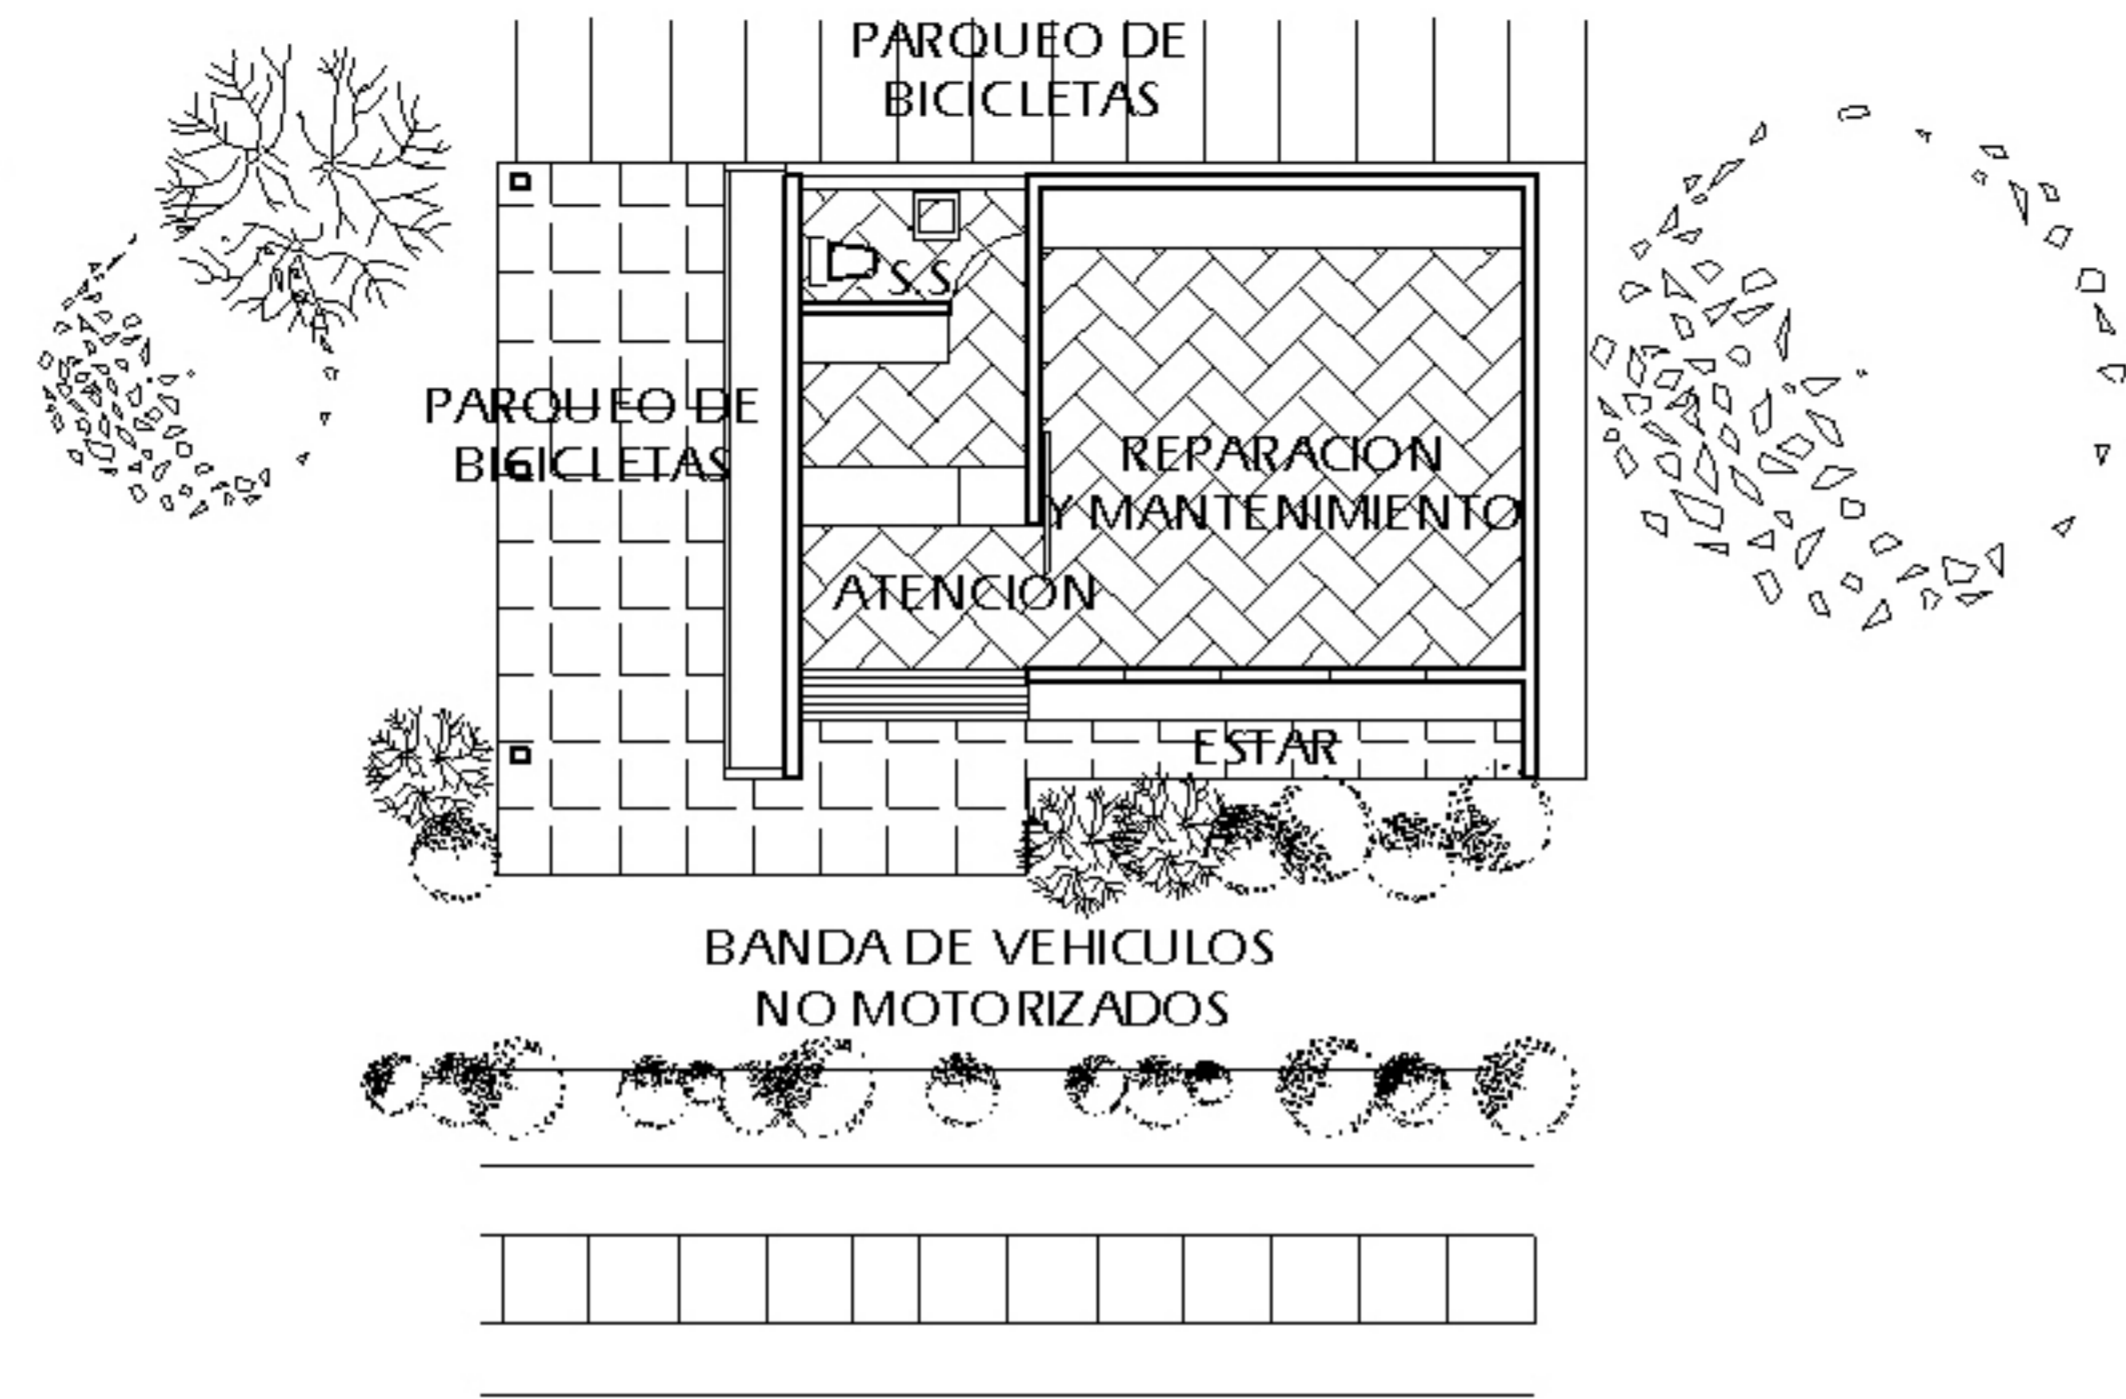 PARQUEO DE
BICICLETAS
S.S.
PARQUEO DE
BICICLETAS
REPARACION
Y MANTENIMIENTO
ATENCION
ESTAR
BANDA DE VEHICULOS
NO MOTORIZADOS